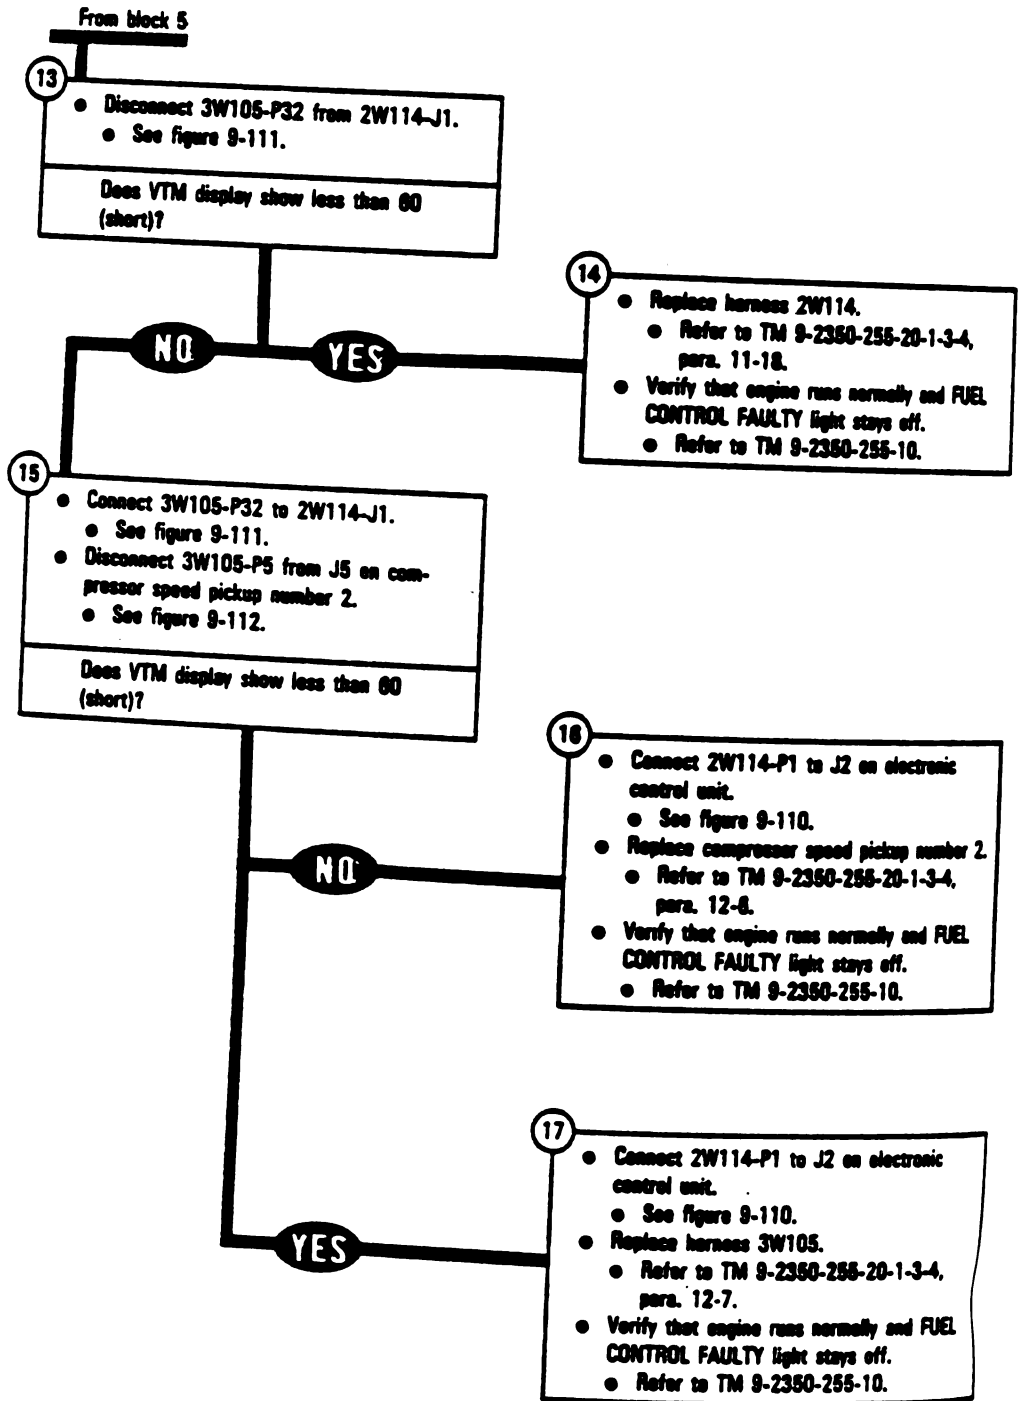 From block 5
13
● Disconnect 3W105-P32 from 2W114-J1.
● See figure 9-111.
Does VTM display show less than 60
(short)?
NO
YES
14
● Replace harness 2W114.
● Refer to TM 9-2350-255-20-1-3-4,
para. 11-18.
● Verify that engine runs normally and FUEL
CONTROL FAULTY light stays off.
● Refer to TM 9-2350-255-10.
15
● Connect 3W105-P32 to 2W114-J1.
● See figure 9-111.
● Disconnect 3W105-P5 from J5 on com-
pressor speed pickup number 2.
● See figure 9-112.
Does VTM display show less than 60
(short)?
NO
16
● Connect 2W114-P1 to J2 on electronic
control unit.
● See figure 9-110.
● Replace compressor speed pickup number 2.
● Refer to TM 9-2350-255-20-1-3-4,
para. 12-6.
● Verify that engine runs normally and FUEL
CONTROL FAULTY light stays off.
● Refer to TM 9-2350-255-10.
YES
17
● Connect 2W114-P1 to J2 on electronic
control unit.
● See figure 9-110.
● Replace harness 3W105.
● Refer to TM 9-2350-255-20-1-3-4,
para. 12-7.
● Verify that engine runs normally and FUEL
CONTROL FAULTY light stays off.
● Refer to TM 9-2350-255-10.